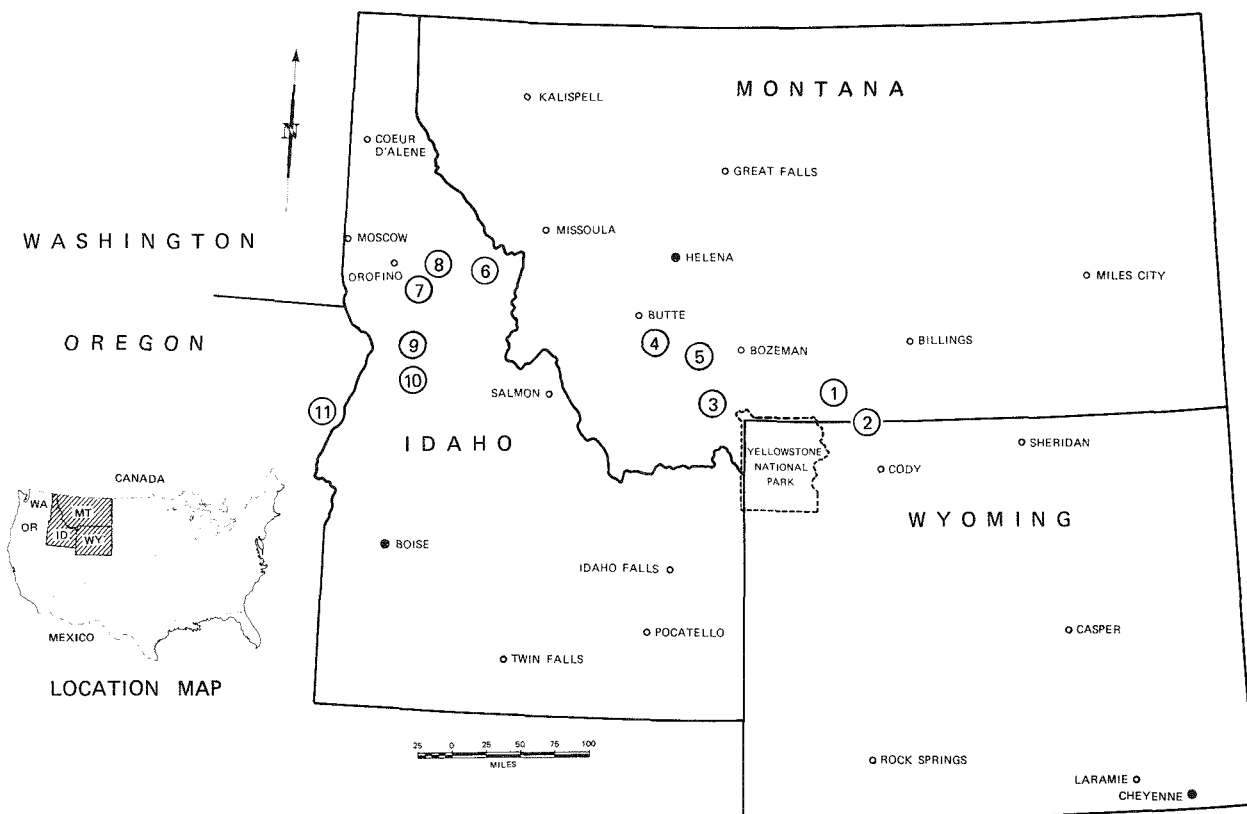 MONTANA
KALISPELL
COEUR
D'ALENE
GREAT FALLS
N
WASHINGTON
MOSCOW
MISSOULA
HELENA
OROFINO
8
6
7
MILES CITY
OREGON
BUTTE
4
5
BOZEMAN
BILLINGS
9
10
SALMON
3
1
2
11
IDAHO
YELLOWSTONE
NATIONAL
PARK
SHERIDAN
CODY
WYOMING
CANADA
WA
MT
OR
ID
WY
MEXICO
LOCATION MAP
BOISE
IDAHO FALLS
POCATELLO
TWIN FALLS
CASPER
25 0 25 50 75 100
MILES
ROCK SPRINGS
LARAMIE
CHEYENNE